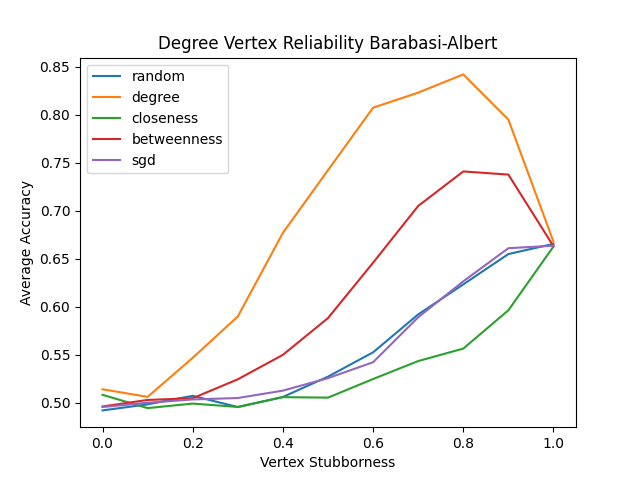 Degree Vertex Reliability Barabasi-Albert
random
degree
closeness
betweenness
sgd
Average Accuracy
0.85
0.80
0.75
0.70
0.65
0.60
0.55
0.50
0.0 0.2 0.4 0.6 0.8 1.0
Vertex Stubborness